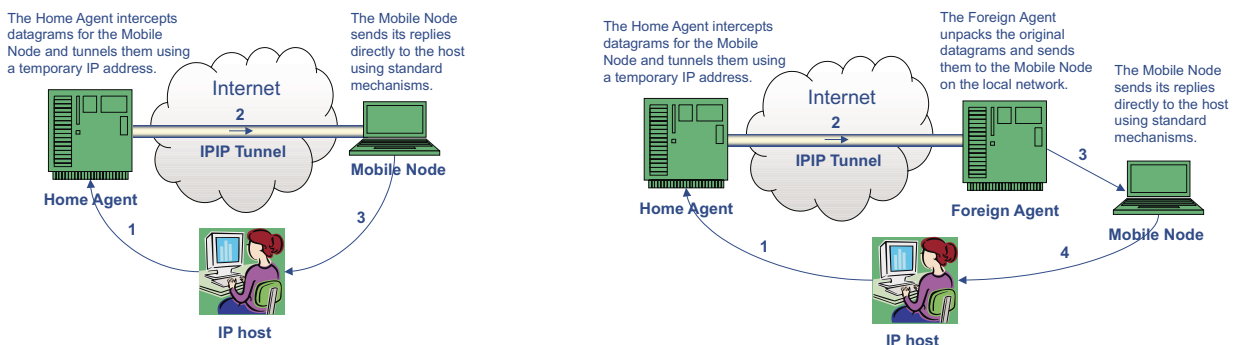 The Home Agent intercepts
datagrams for the Mobile
Node and tunnels them using
a temporary IP address.
The Mobile Node
sends its replies
directly to the host
using standard
mechanisms.
Internet
2
IPIP Tunnel
Home Agent
Mobile Node
1
3
IP host
The Home Agent intercepts
datagrams for the Mobile
Node and tunnels them using
a temporary IP address.
The Foreign Agent
unpacks the original
datagrams and sends
them to the Mobile Node
on the local network.
The Mobile Node
sends its replies
directly to the host
using standard
mechanisms.
Internet
2
IPIP Tunnel
3
Home Agent
Foreign Agent
Mobile Node
1
4
IP host